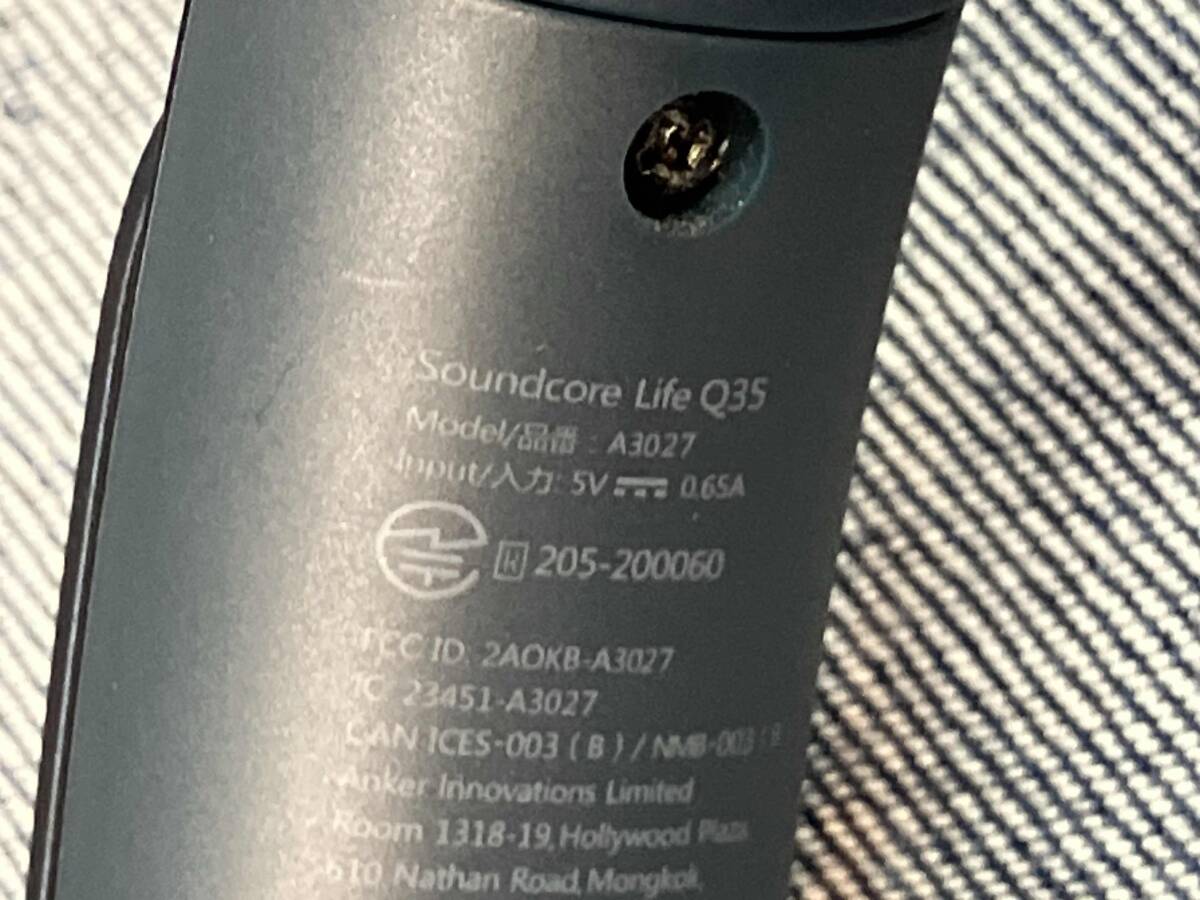 Soundcore Life Q35
Model/品番 : A3027
Input/入力: 5V ⎓ 0.65A
R 205-200060
FCC ID: 2AOKB-A3027
IC: 23451-A3027
CAN ICES-003 ( B ) / NMB-003 ( B
Anker Innovations Limited
Room 1318-19, Hollywood Plaza
610 Nathan Road, Mongkok,